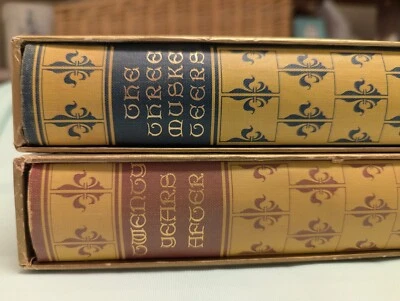 THE
THREE
MUSKE
TEERS
TWENTY
YEARS
AFTER